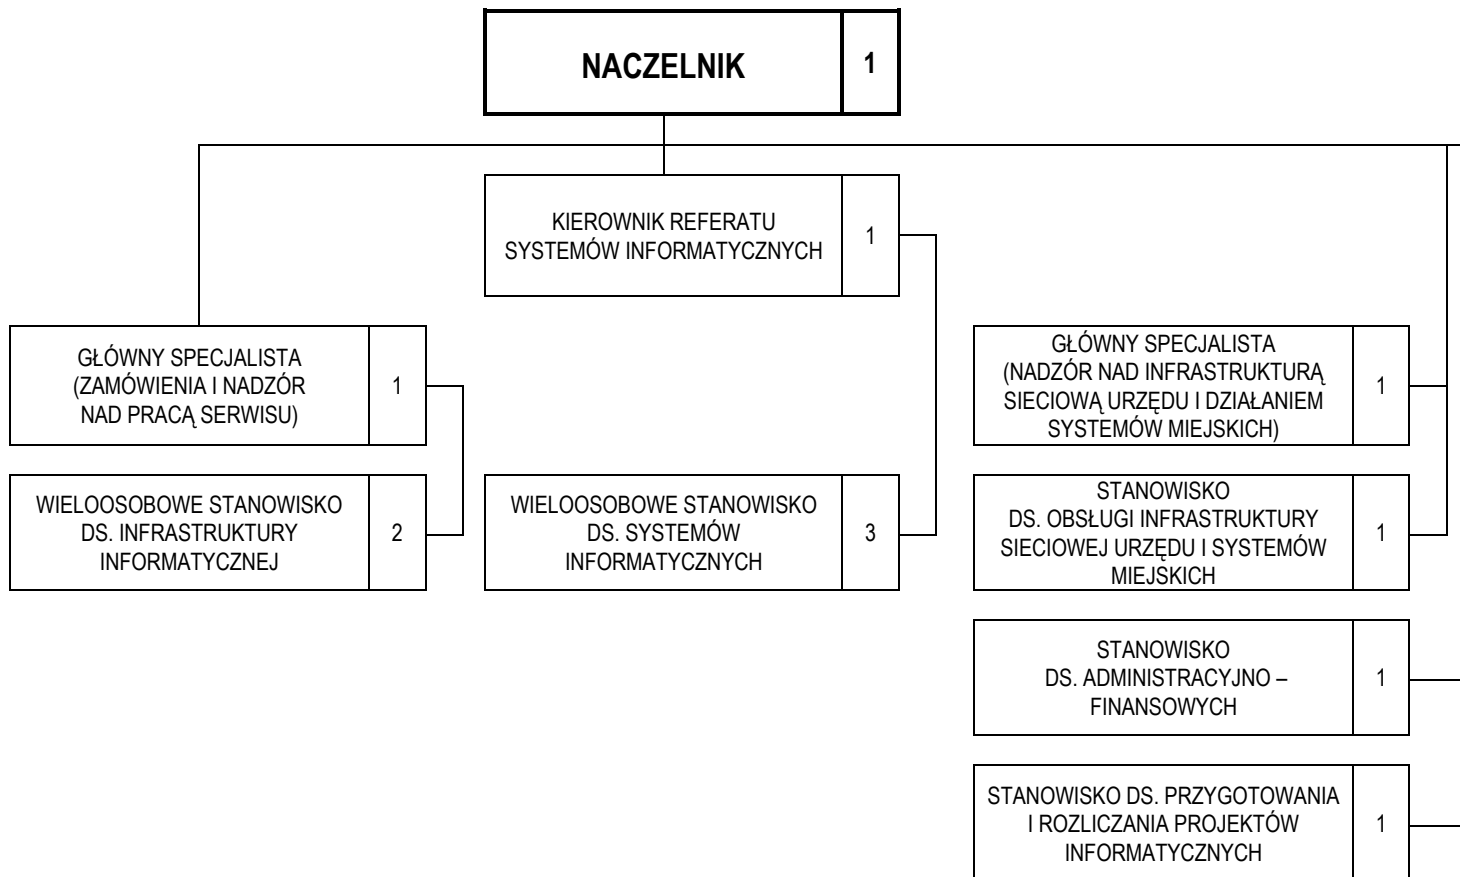 NACZELNIK
1
KIEROWNIK REFERATU
SYSTEMÓW INFORMATYCZNYCH
1
GŁÓWNY SPECJALISTA
(ZAMÓWIENIA I NADZÓR
NAD PRACĄ SERWISU)
1
GŁÓWNY SPECJALISTA
(NADZÓR NAD INFRASTRUKTURĄ
SIECIOWĄ URZĘDU I DZIAŁANIEM
SYSTEMÓW MIEJSKICH)
1
WIELOOSOBOWE STANOWISKO
DS. INFRASTRUKTURY
INFORMATYCZNEJ
2
WIELOOSOBOWE STANOWISKO
DS. SYSTEMÓW
INFORMATYCZNYCH
3
STANOWISKO
DS. OBSŁUGI INFRASTRUKTURY
SIECIOWEJ URZĘDU I SYSTEMÓW
MIEJSKICH
1
STANOWISKO
DS. ADMINISTRACYJNO –
FINANSOWYCH
1
STANOWISKO DS. PRZYGOTOWANIA
I ROZLICZANIA PROJEKTÓW
INFORMATYCZNYCH
1